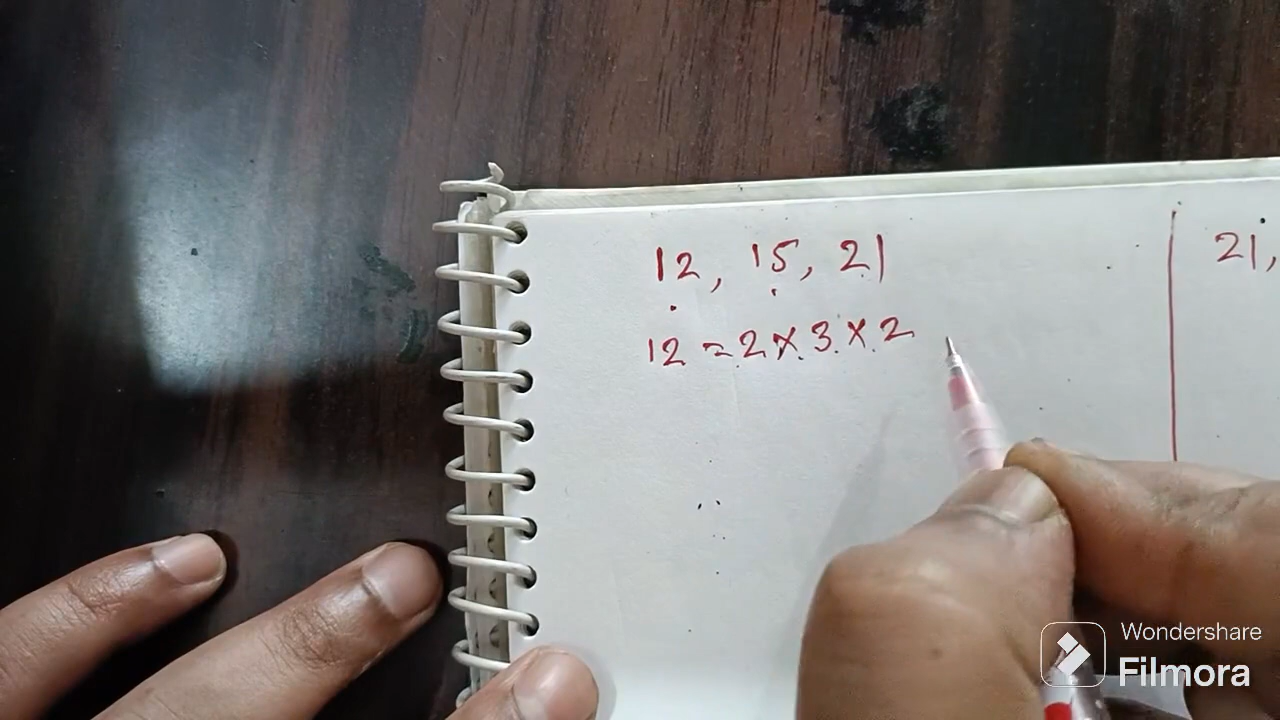 12, 15, 21
12 = 2 × 3 × 2
21,
Wondershare
Filmora